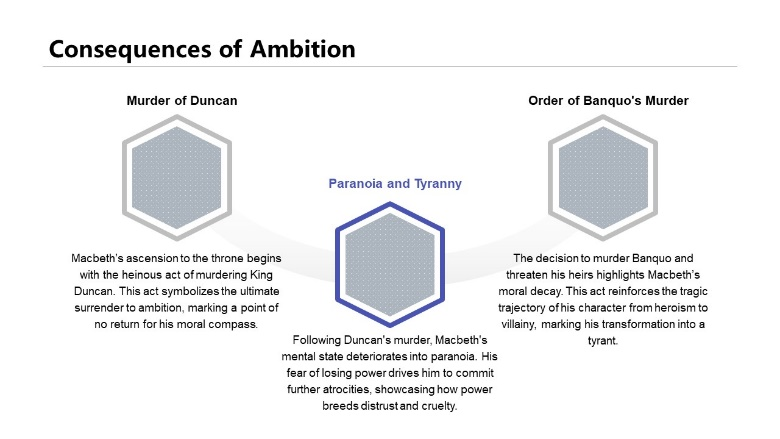 Consequences of Ambition
Murder of Duncan
Macbeth's ascension to the throne begins
with the heinous act of murdering King
Duncan. This act symbolizes the ultimate
surrender to ambition, marking a point of
no return for his moral compass.
Paranoia and Tyranny
Following Duncan's murder, Macbeth's
mental state deteriorates into paranoia. His
fear of losing power drives him to commit
further atrocities, showcasing how power
breeds distrust and cruelty.
Order of Banquo's Murder
The decision to murder Banquo and
threaten his heirs highlights Macbeth's
moral decay. This act reinforces the tragic
trajectory of his character from heroism to
villainy, marking his transformation into a
tyrant.